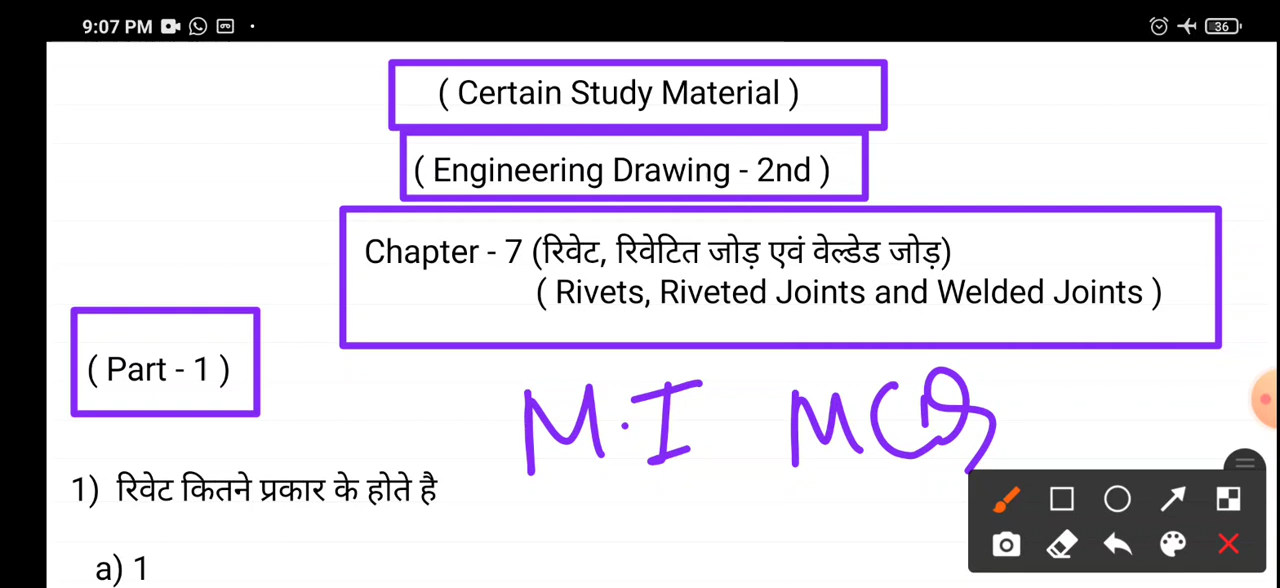 9:07 PM 36
( Certain Study Material )
( Engineering Drawing - 2nd )
Chapter - 7 (रिवेट, रिवेटित जोड़ एवं वेल्डेड जोड़)
( Rivets, Riveted Joints and Welded Joints )
( Part - 1 )
M.I MCQs
1) रिवेट कितने प्रकार के होते है
a) 1